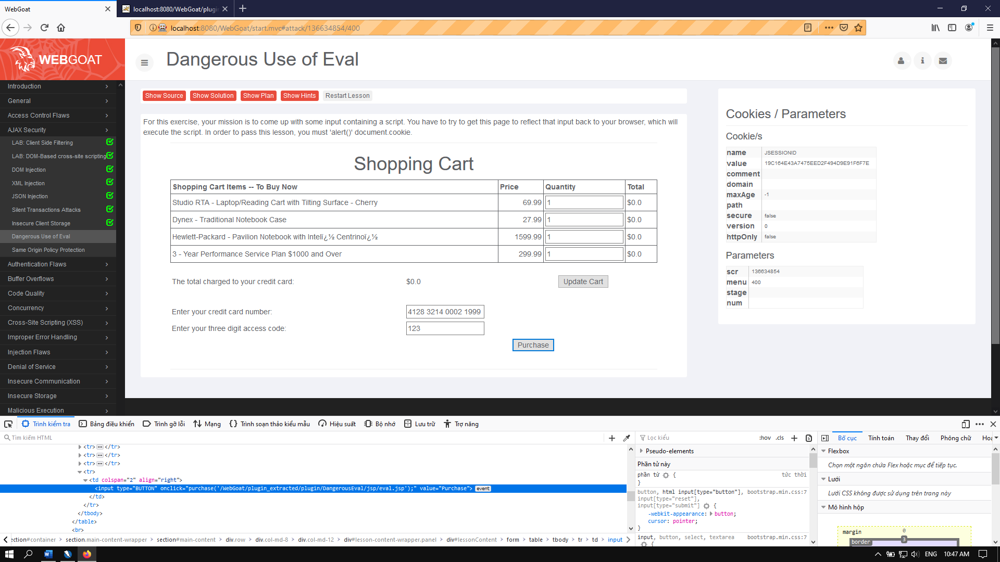 WebGoat
localhost:8080/WebGoat/plugin
localhost:8080/WebGoat/start.mvc#attack/136634854/400
WEBGOAT
Dangerous Use of Eval
Introduction
General
Access Control Flaws
AJAX Security
LAB: Client Side Filtering
LAB: DOM-Based cross-site scripting
DOM Injection
XML Injection
JSON Injection
Silent Transactions Attacks
Insecure Client Storage
Dangerous Use of Eval
Same Origin Policy Protection
Authentication Flaws
Buffer Overflows
Code Quality
Concurrency
Cross-Site Scripting (XSS)
Improper Error Handling
Injection Flaws
Denial of Service
Insecure Communication
Insecure Storage
Malicious Execution
Show Source Show Solution Show Plan Show Hints Restart Lesson
For this exercise, your mission is to come up with some input containing a script. You have to try to get this page to reflect that input back to your browser, which will
execute the script. In order to pass this lesson, you must 'alert()' document.cookie.
Shopping Cart
Shopping Cart Items -- To Buy Now Price Quantity Total
Studio RTA - Laptop/Reading Cart with Tilting Surface - Cherry 69.99 1 $0.0
Dynex - Traditional Notebook Case 27.99 1 $0.0
Hewlett-Packard - Pavilion Notebook with Intelï¿½ Centrinoï¿½ 1599.99 1 $0.0
3 - Year Performance Service Plan $1000 and Over 299.99 1 $0.0
The total charged to your credit card: $0.0 Update Cart
Enter your credit card number: 4128 3214 0002 1999
Enter your three digit access code: 123
Purchase
Cookies / Parameters
Cookie/s
name JSESSIONID
value 19C164E43A7475EED2F494D9E91F6F7E
comment
domain
maxAge -1
path
secure false
version 0
httpOnly false
Parameters
scr 136634854
menu 400
stage
num
Trình kiểm tra Bảng điều khiển Trình gỡ lỗi Mạng Trình soạn thảo kiểu mẫu Hiệu suất Bộ nhớ Lưu trữ Trợ năng
Tìm kiếm HTML
<tr> ••• </tr>
<tr> ••• </tr>
<tr> ••• </tr>
<tr>
<td colspan="2" align="right">
<input type="BUTTON" onclick="purchase('/WebGoat/plugin_extracted/plugin/DangerousEval/jsp/eval.jsp');" value="Purchase"> event
</td>
</tr>
</tbody>
</table>
<br>
ection#container section.main-content-wrapper section#main-content div.row div.col-md-8 div.col-md-12 div#lesson-content-wrapper.panel div#lessonContent form table tbody tr td input
Lọc kiểu :hov .cls
Pseudo-elements
Phần tử này
phần tử { tức thời
}
button, html input[type="button"], bootstrap.min.css:7
input[type="reset"],
input[type="submit"] {
-webkit-appearance: button;
cursor: pointer;
}
input, button, select, textarea bootstrap.min.css:7
{
Bố cục Tính toán Thay đổi Phông chữ Hoạ
Flexbox
Chọn một ngăn chứa Flex hoặc mục để tiếp tục.
Lưới
Lưới CSS không được sử dụng trên trang này
Mô hình hộp
margin 0
border 3
ENG 10:47 AM